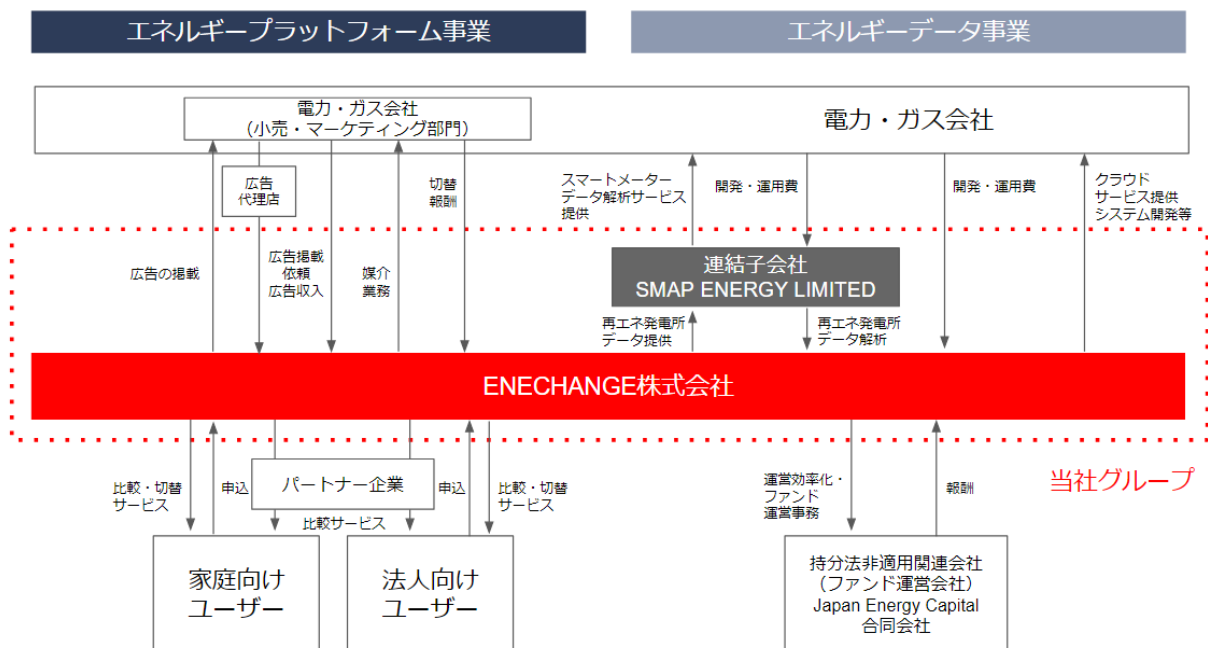 エネルギープラットフォーム事業
エネルギーデータ事業
電力・ガス会社
（小売・マーケティング部門）
電力・ガス会社
広告
代理店
切替
報酬
スマートメーター
データ解析サービス
提供
開発・運用費
開発・運用費
クラウド
サービス提供
システム開発等
広告の掲載
広告掲載
依頼
広告収入
媒介
業務
連結子会社
SMAP ENERGY LIMITED
再エネ発電所
データ提供
再エネ発電所
データ解析
ENECHANGE株式会社
当社グループ
比較・切替
サービス
申込
パートナー企業
申込
比較・切替
サービス
比較サービス
運営効率化・
ファンド
運営事務
報酬
家庭向け
ユーザー
法人向け
ユーザー
持分法非適用関連会社
（ファンド運営会社）
Japan Energy Capital
合同会社